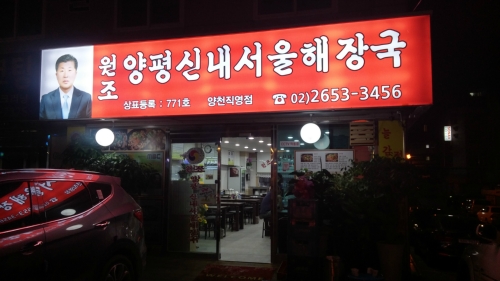 원조 양평신내서울해장국
상표등록 : 771호 양천직영점 ☎ 02)2653-3456